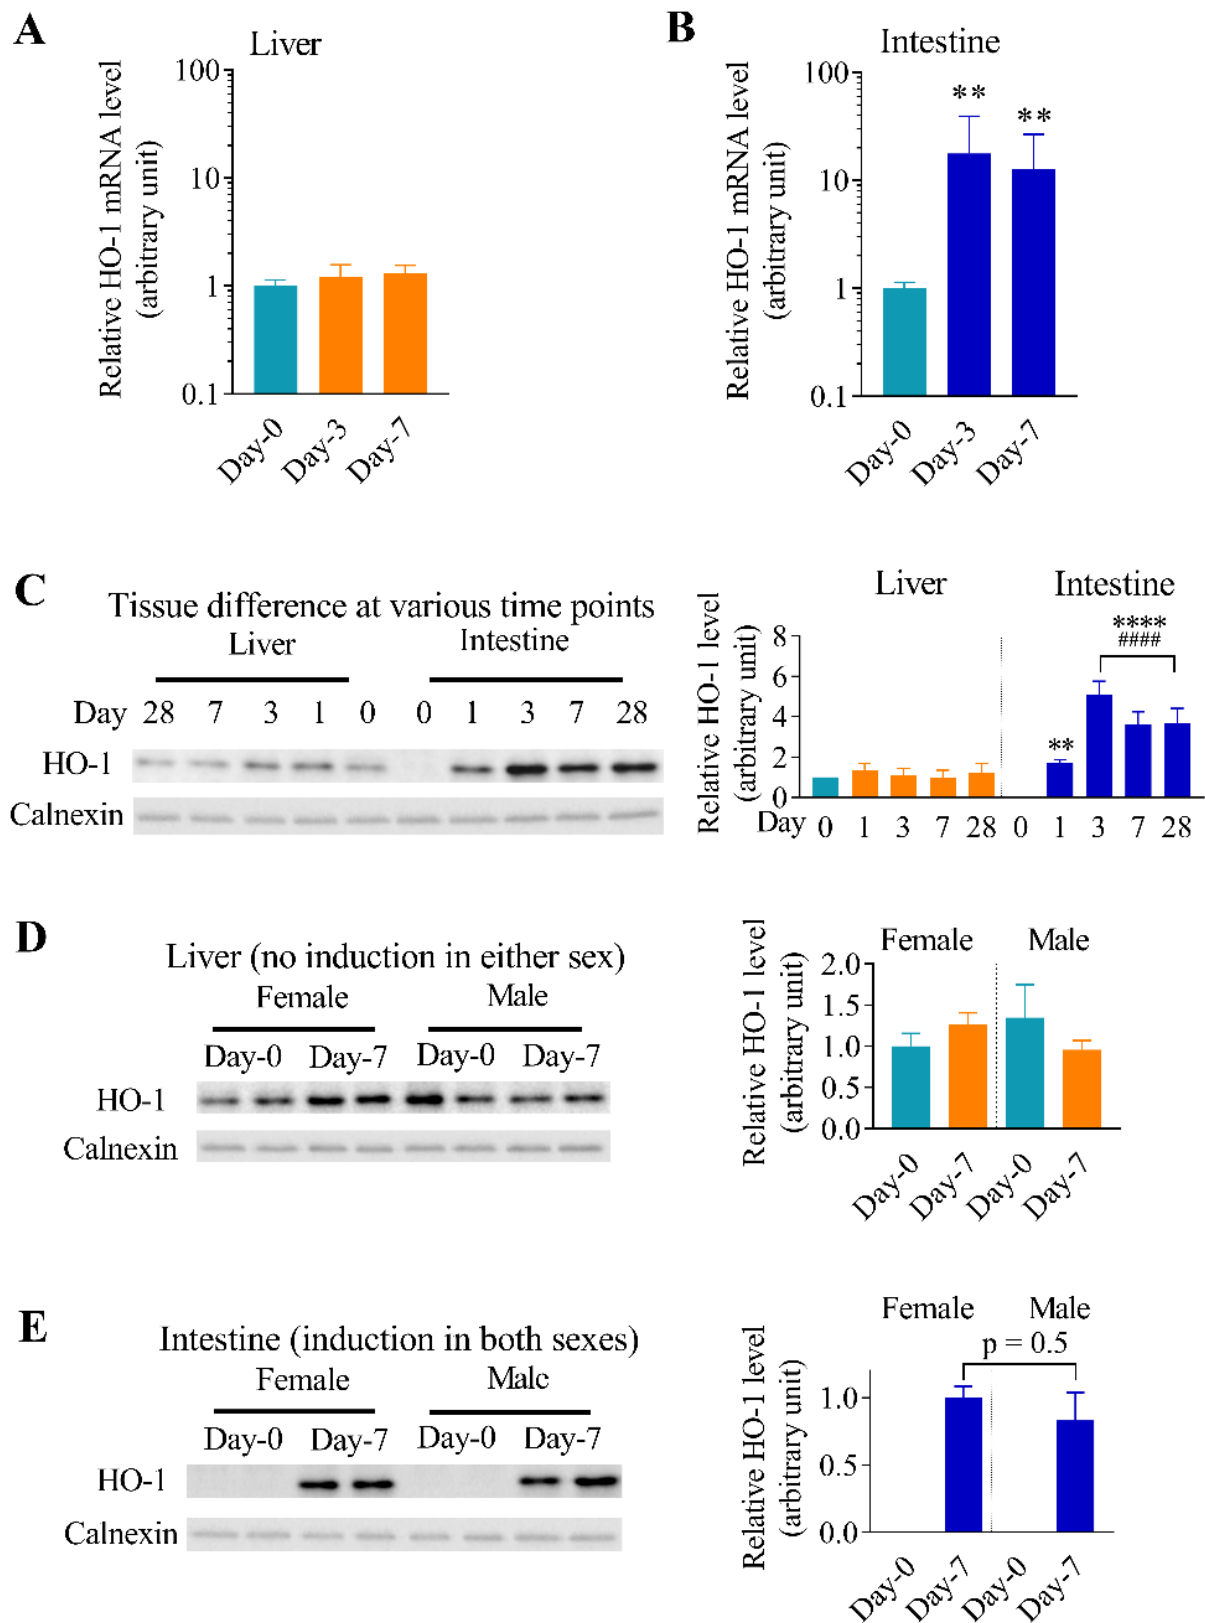 A
Liver
Relative HO-1 mRNA level
(arbitrary unit)
100
10
1
0.1
Day-0
Day-3
Day-7
B
Intestine
Relative HO-1 mRNA level
(arbitrary unit)
100
10
1
0.1
**
**
Day-0
Day-3
Day-7
C
Tissue difference at various time points
Liver
Intestine
Day 28 7 3 1 0 0 1 3 7 28
HO-1
Calnexin
Liver
Intestine
Relative HO-1 level
(arbitrary unit)
8
6
4
2
0
**
****
####
Day 0 1 3 7 28 0 1 3 7 28
D
Liver (no induction in either sex)
Female
Male
Day-0 Day-7 Day-0 Day-7
HO-1
Calnexin
Female
Male
Relative HO-1 level
(arbitrary unit)
2.0
1.5
1.0
0.5
0.0
Day-0
Day-7
Day-0
Day-7
E
Intestine (induction in both sexes)
Female
Male
Day-0 Day-7 Day-0 Day-7
HO-1
Calnexin
Female
Male
p = 0.5
Relative HO-1 level
(arbitrary unit)
1.0
0.5
0.0
Day-0
Day-7
Day-0
Day-7